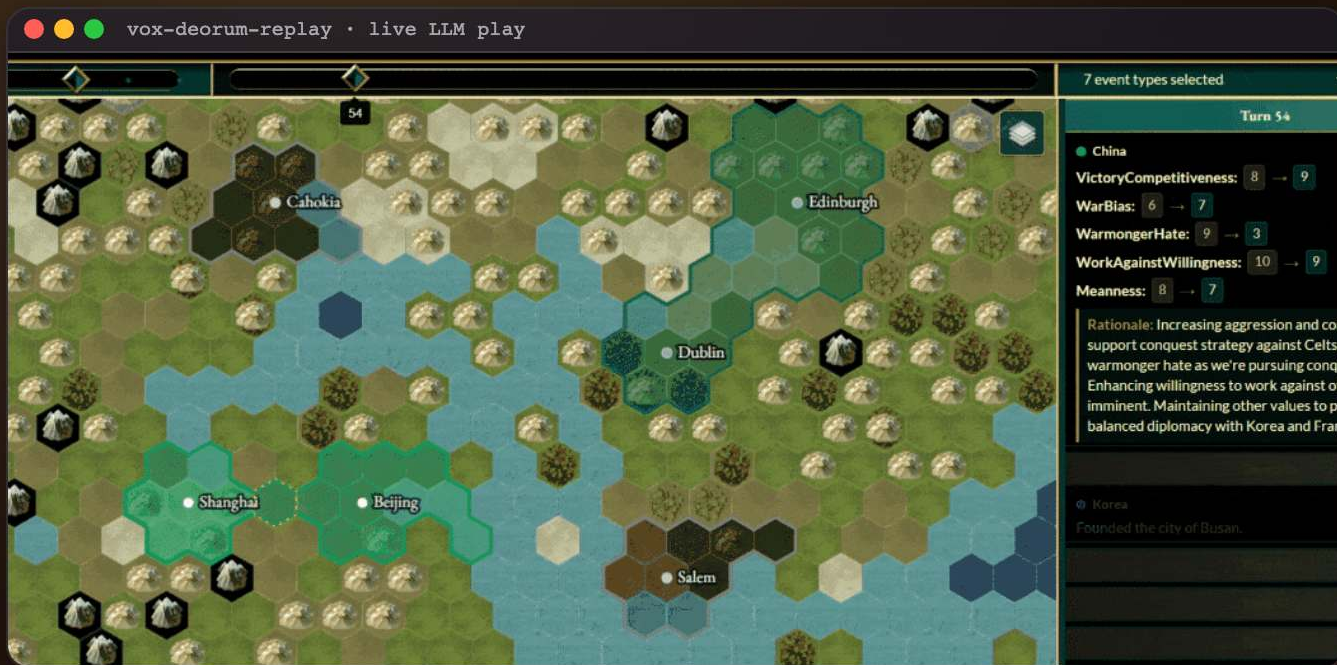 vox-deorum-replay · live LLM play
7 event types selected
54
Turn 54
China
VictoryCompetitiveness: 8 → 9
WarBias: 6 → 7
WarmongerHate: 9 → 3
WorkAgainstWillingness: 10 → 9
Meanness: 8 → 7
Rationale: Increasing aggression and co
support conquest strategy against Celts
warmonger hate as we're pursuing conq
Enhancing willingness to work against o
imminent. Maintaining other values to p
balanced diplomacy with Korea and Fra
Korea
Founded the city of Busan.
Cahokia
Edinburgh
Dublin
Shanghai
Beijing
Salem